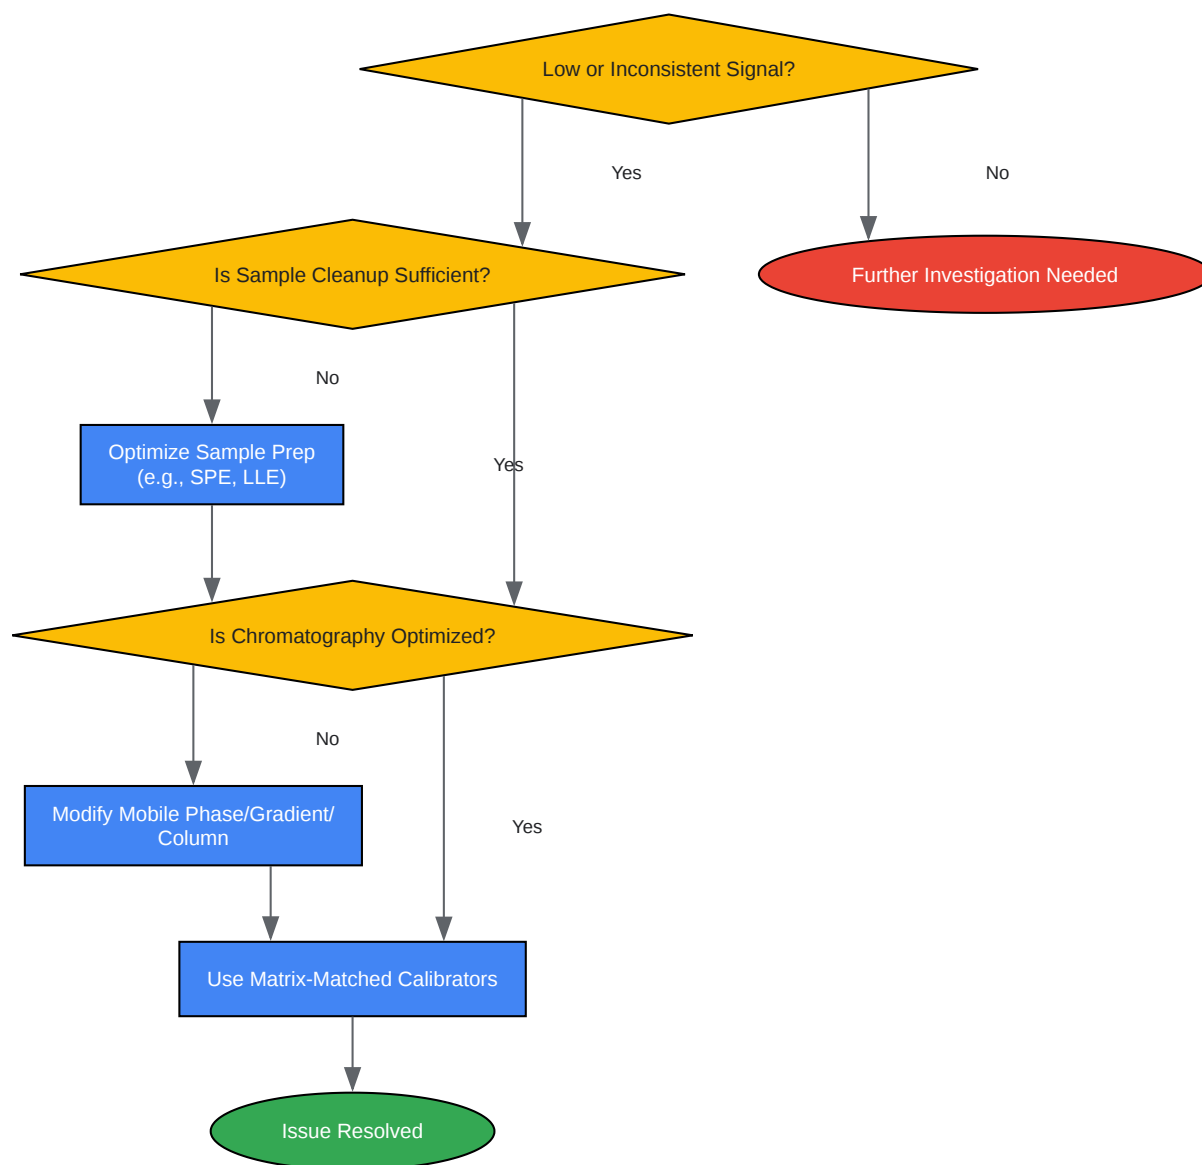 Low or Inconsistent Signal?
Yes
No
Is Sample Cleanup Sufficient?
Further Investigation Needed
No
Optimize Sample Prep
(e.g., SPE, LLE)
Yes
Is Chromatography Optimized?
No
Modify Mobile Phase/Gradient/
Column
Yes
Use Matrix-Matched Calibrators
Issue Resolved